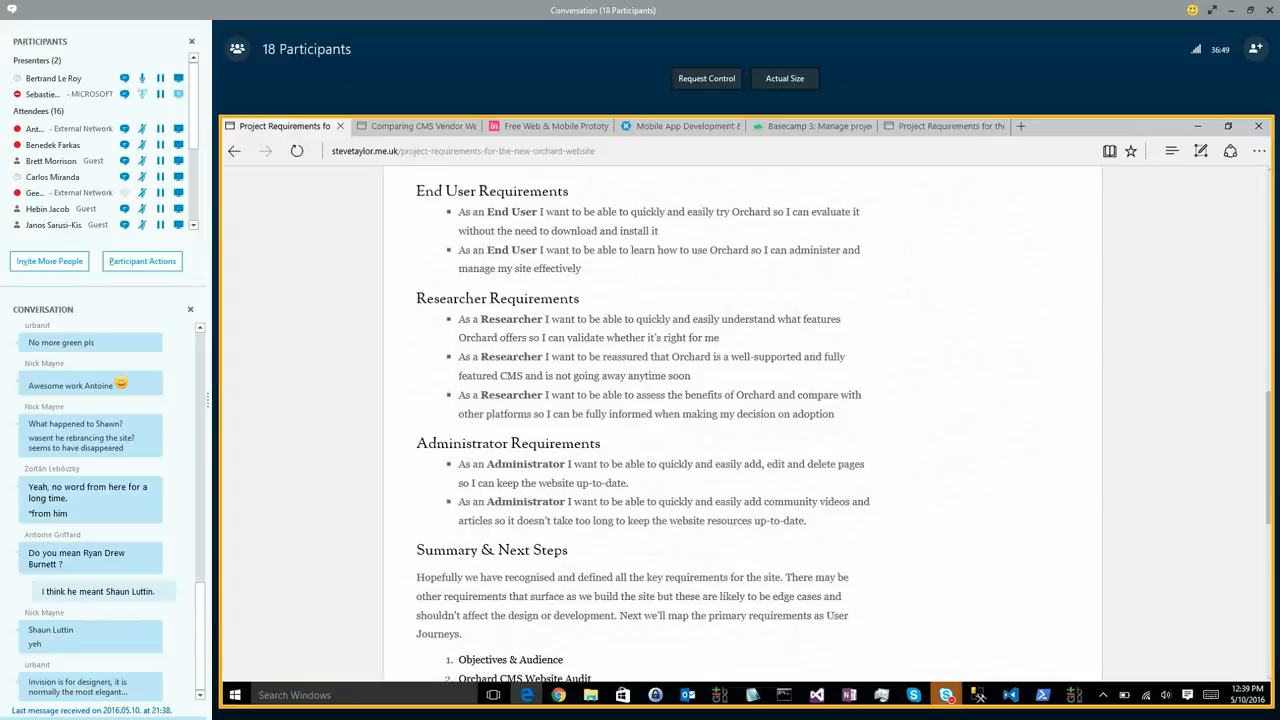 Conversation (18 Participants)
PARTICIPANTS
Presenters (2)
Bertrand Le Roy
Sebastie... - MICROSOFT
Attendees (16)
Ant... - External Network
Benedek Farkas
Brett Morrison Guest
Carlos Miranda
Gee... - External Network
Hebin Jacob Guest
Janos Sarusi-Kis Guest
Invite More People
Participant Actions
CONVERSATION
urbanit
No more green pls
Nick Mayne
Awesome work Antoine
Nick Mayne
What happened to Shawn?
wasent he rebrancing the site?
seems to have disappeared
Zoltán Lehóczky
Yeah, no word from here for a
long time.
*from him
Antoine Griffard
Do you mean Ryan Drew
Burnett ?
I think he meant Shaun Luttin.
Nick Mayne
Shaun Luttin
yeh
urbanit
Invision is for designers, it is
normally the most elegant...
Last message received on 2016.05.10. at 21:38.
18 Participants
36:49
Request Control
Actual Size
Project Requirements fo
Comparing CMS Vendor We
in Free Web & Mobile Prototy
Mobile App Development &
Basecamp 3: Manage proje
Project Requirements for the
stevetaylor.me.uk/project-requirements-for-the-new-orchard-website
End User Requirements
As an End User I want to be able to quickly and easily try Orchard so I can evaluate it
without the need to download and install it
As an End User I want to be able to learn how to use Orchard so I can administer and
manage my site effectively
Researcher Requirements
As a Researcher I want to be able to quickly and easily understand what features
Orchard offers so I can validate whether it's right for me
As a Researcher I want to be reassured that Orchard is a well-supported and fully
featured CMS and is not going away anytime soon
As a Researcher I want to be able to assess the benefits of Orchard and compare with
other platforms so I can be fully informed when making my decision on adoption
Administrator Requirements
As an Administrator I want to be able to quickly and easily add, edit and delete pages
so I can keep the website up-to-date.
As an Administrator I want to be able to quickly and easily add community videos and
articles so it doesn't take too long to keep the website resources up-to-date.
Summary & Next Steps
Hopefully we have recognised and defined all the key requirements for the site. There may be
other requirements that surface as we build the site but these are likely to be edge cases and
shouldn't affect the design or development. Next we'll map the primary requirements as User
Journeys.
1. Objectives & Audience
2. Orchard CMS Website Audit
Search Windows
12:39 PM
5/10/2016